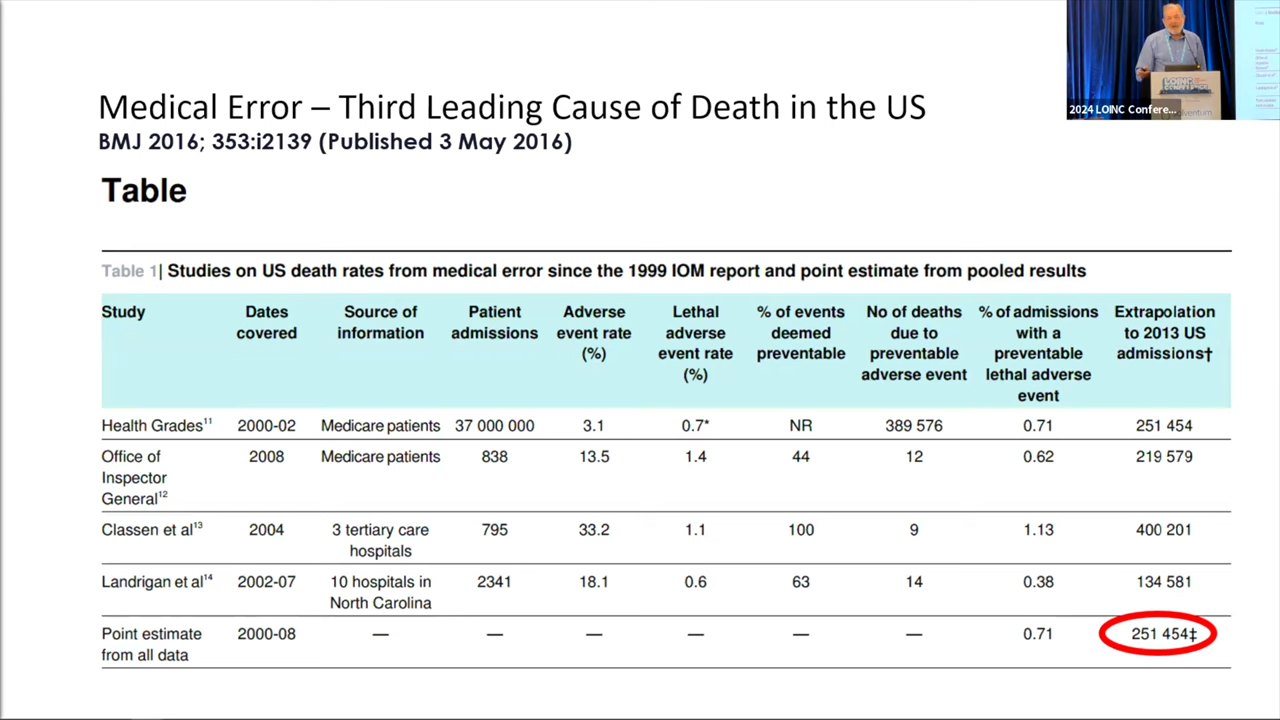 Medical Error – Third Leading Cause of Death in the US
BMJ 2016; 353:i2139 (Published 3 May 2016)
Table
Table 1| Studies on US death rates from medical error since the 1999 IOM report and point estimate from pooled results
Study Dates covered Source of information Patient admissions Adverse event rate (%) Lethal adverse event rate (%) % of events deemed preventable No of deaths due to preventable adverse event % of admissions with a preventable lethal adverse event Extrapolation to 2013 US admissions†
Health Grades¹¹ 2000-02 Medicare patients 37 000 000 3.1 0.7* NR 389 576 0.71 251 454
Office of Inspector General¹² 2008 Medicare patients 838 13.5 1.4 44 12 0.62 219 579
Classen et al¹³ 2004 3 tertiary care hospitals 795 33.2 1.1 100 9 1.13 400 201
Landrigan et al¹⁴ 2002-07 10 hospitals in North Carolina 2341 18.1 0.6 63 14 0.38 134 581
Point estimate from all data 2000-08 — — — — — — 0.71 251 454‡
2024 LOINC Confere...
LOINC